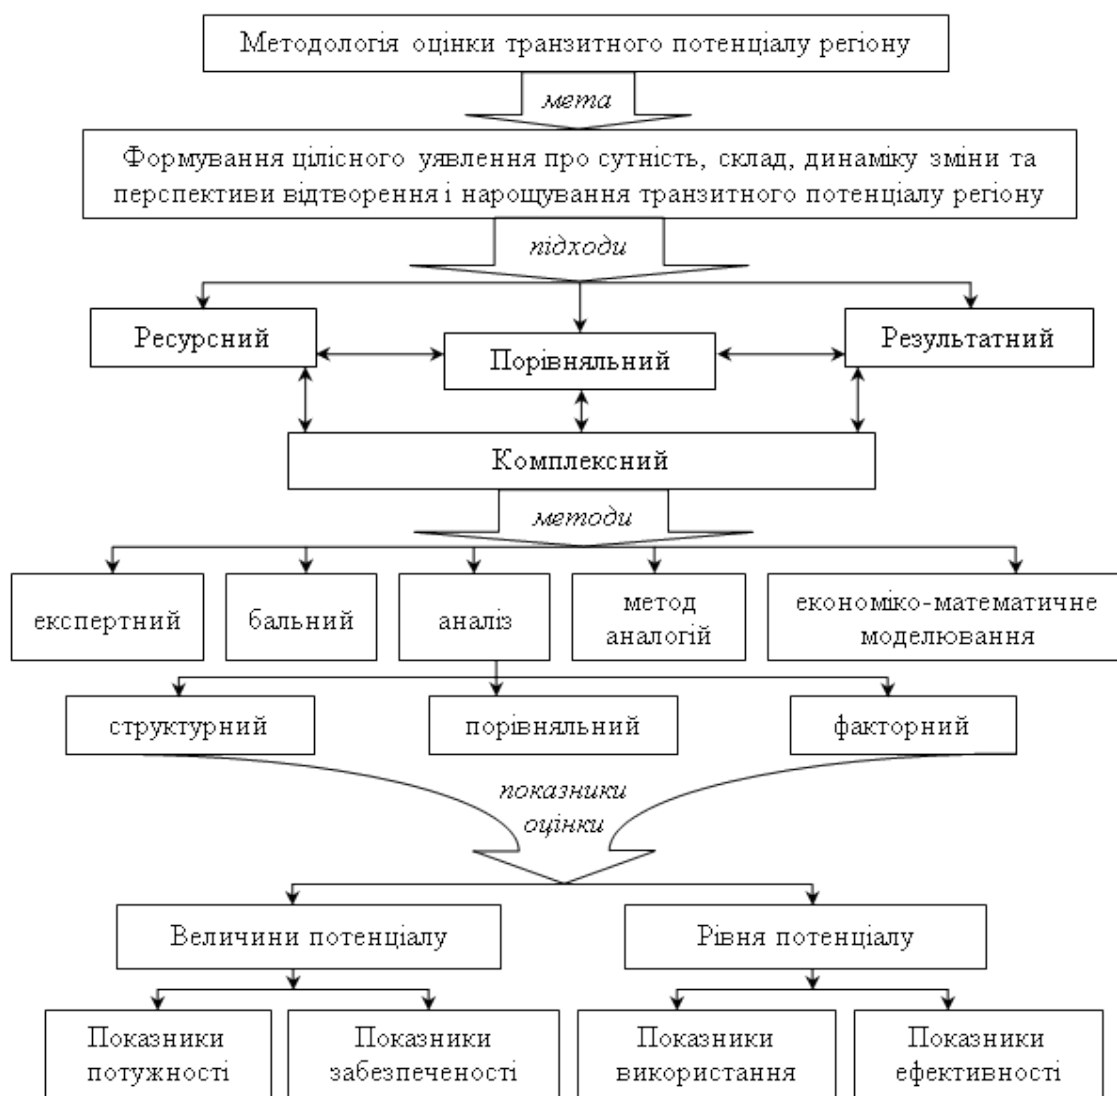 Методологія оцінки транзитного потенціалу регіону
мета
Формування цілісного уявлення про сутність, склад, динаміку зміни та
перспективи відтворення і нарощування транзитного потенціалу регіону
підходи
Ресурсний
Порівняльний
Результатний
Комплексний
методи
експертний
бальний
аналіз
метод
аналогій
економіко-математичне
моделювання
структурний
порівняльний
факторний
показники
оцінки
Величини потенціалу
Рівня потенціалу
Показники
потужності
Показники
забезпеченості
Показники
використання
Показники
ефективності